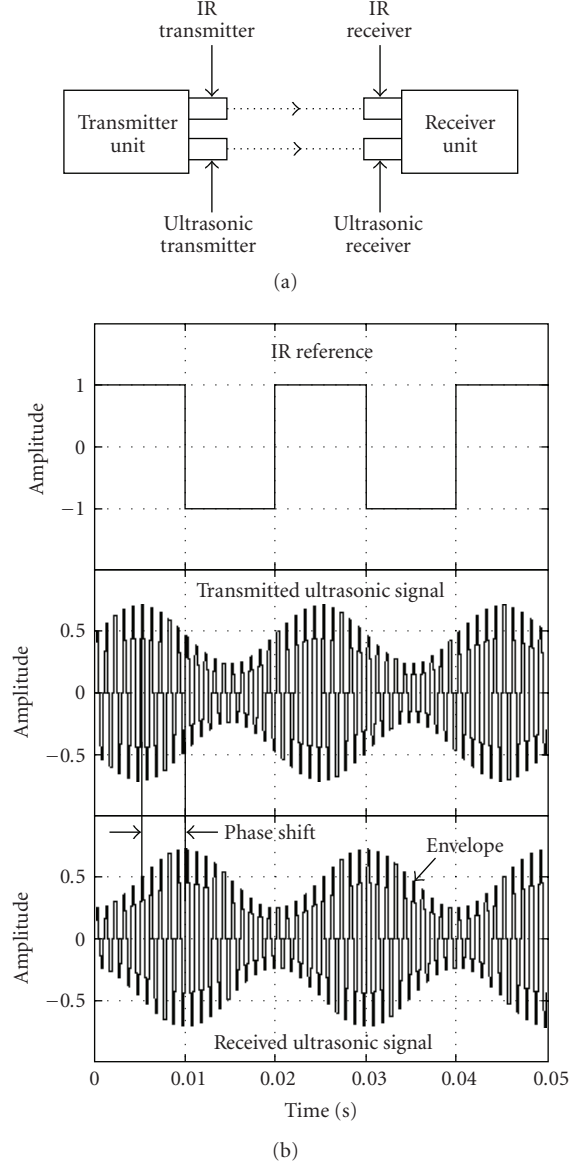 IR
transmitter
IR
receiver
Transmitter
unit
Receiver
unit
Ultrasonic
transmitter
Ultrasonic
receiver
(a)
IR reference
1
0
−1
Amplitude
Transmitted ultrasonic signal
0.5
0
−0.5
Amplitude
Phase shift
Envelope
0.5
0
−0.5
Amplitude
Received ultrasonic signal
0 0.01 0.02 0.03 0.04 0.05
Time (s)
(b)